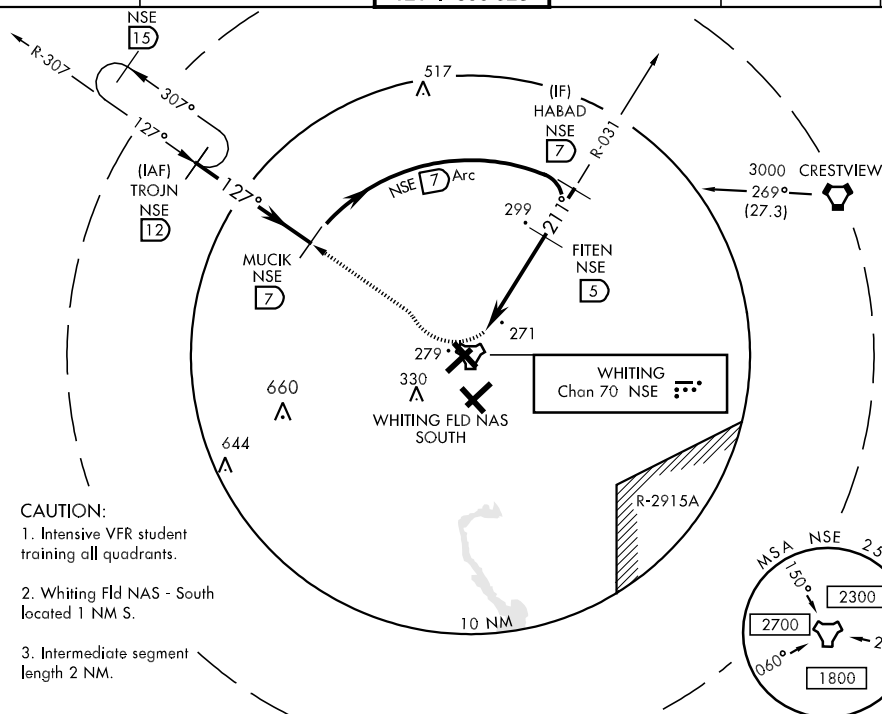 NSE
15
R-307
307°
127°
(IAF)
TROJN
NSE
12
127°
MUCIK
NSE
7
517
NSE 7 Arc
(IF)
HABAD
NSE
7
R-031
211°
299
FITEN
NSE
5
3000
269°
(27.3)
CRESTVIEW
271
279
330
660
644
WHITING
Chan 70 NSE
WHITING FLD NAS
SOUTH
R-2915A
10 NM
CAUTION:
1. Intensive VFR student
training all quadrants.
2. Whiting Fld NAS - South
located 1 NM S.
3. Intermediate segment
length 2 NM.
MSA NSE 25
150°
2300
2700
060°
2
1800